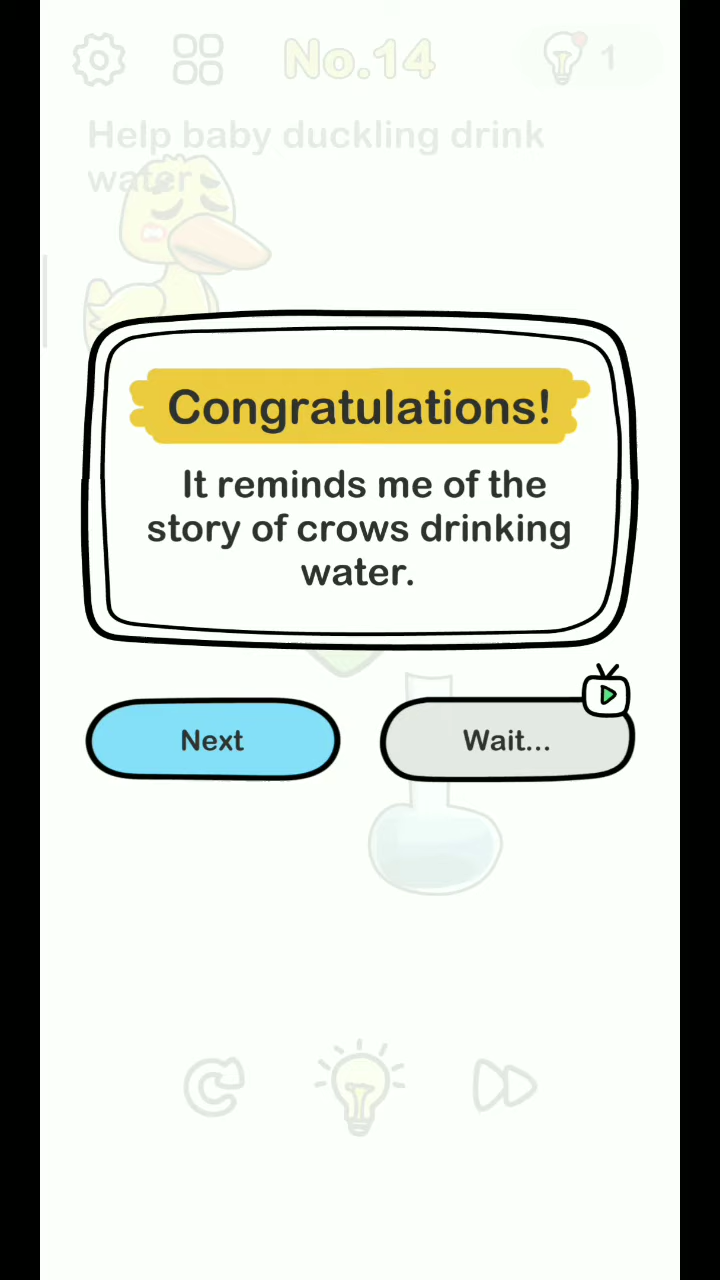 No.14
1
Help baby duckling drink
water
Congratulations!
It reminds me of the
story of crows drinking
water.
Next
Wait...